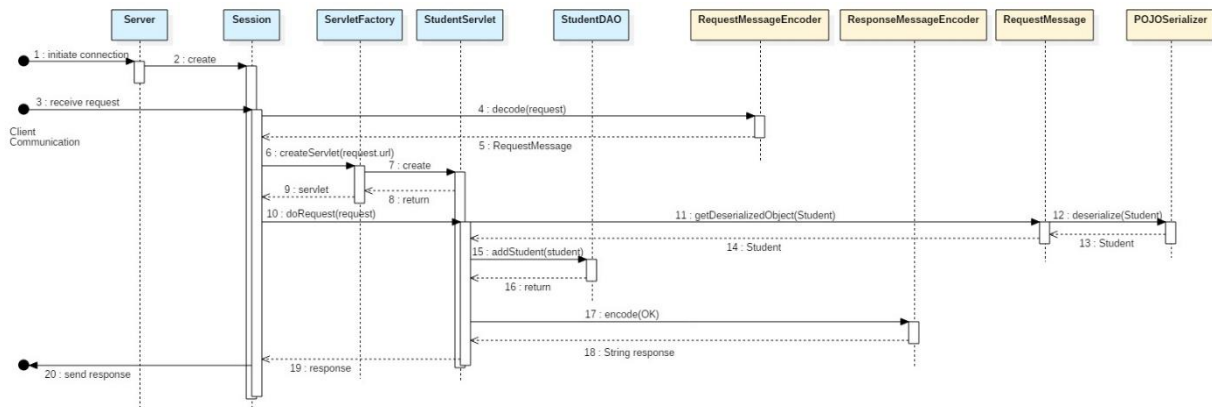 Server
Session
ServletFactory
StudentServlet
StudentDAO
RequestMessageEncoder
ResponseMessageEncoder
RequestMessage
POJOSerializer
1 : initiate connection
2 : create
3 : receive request
4 : decode(request)
Client
Communication
5 : RequestMessage
6 : createServlet(request.url)
7 : create
8 : return
9 : servlet
10 : doRequest(request)
11 : getDeserializedObject(Student)
12 : deserialize(Student)
13 : Student
14 : Student
15 : addStudent(student)
16 : return
17 : encode(OK)
18 : String response
19 : response
20 : send response